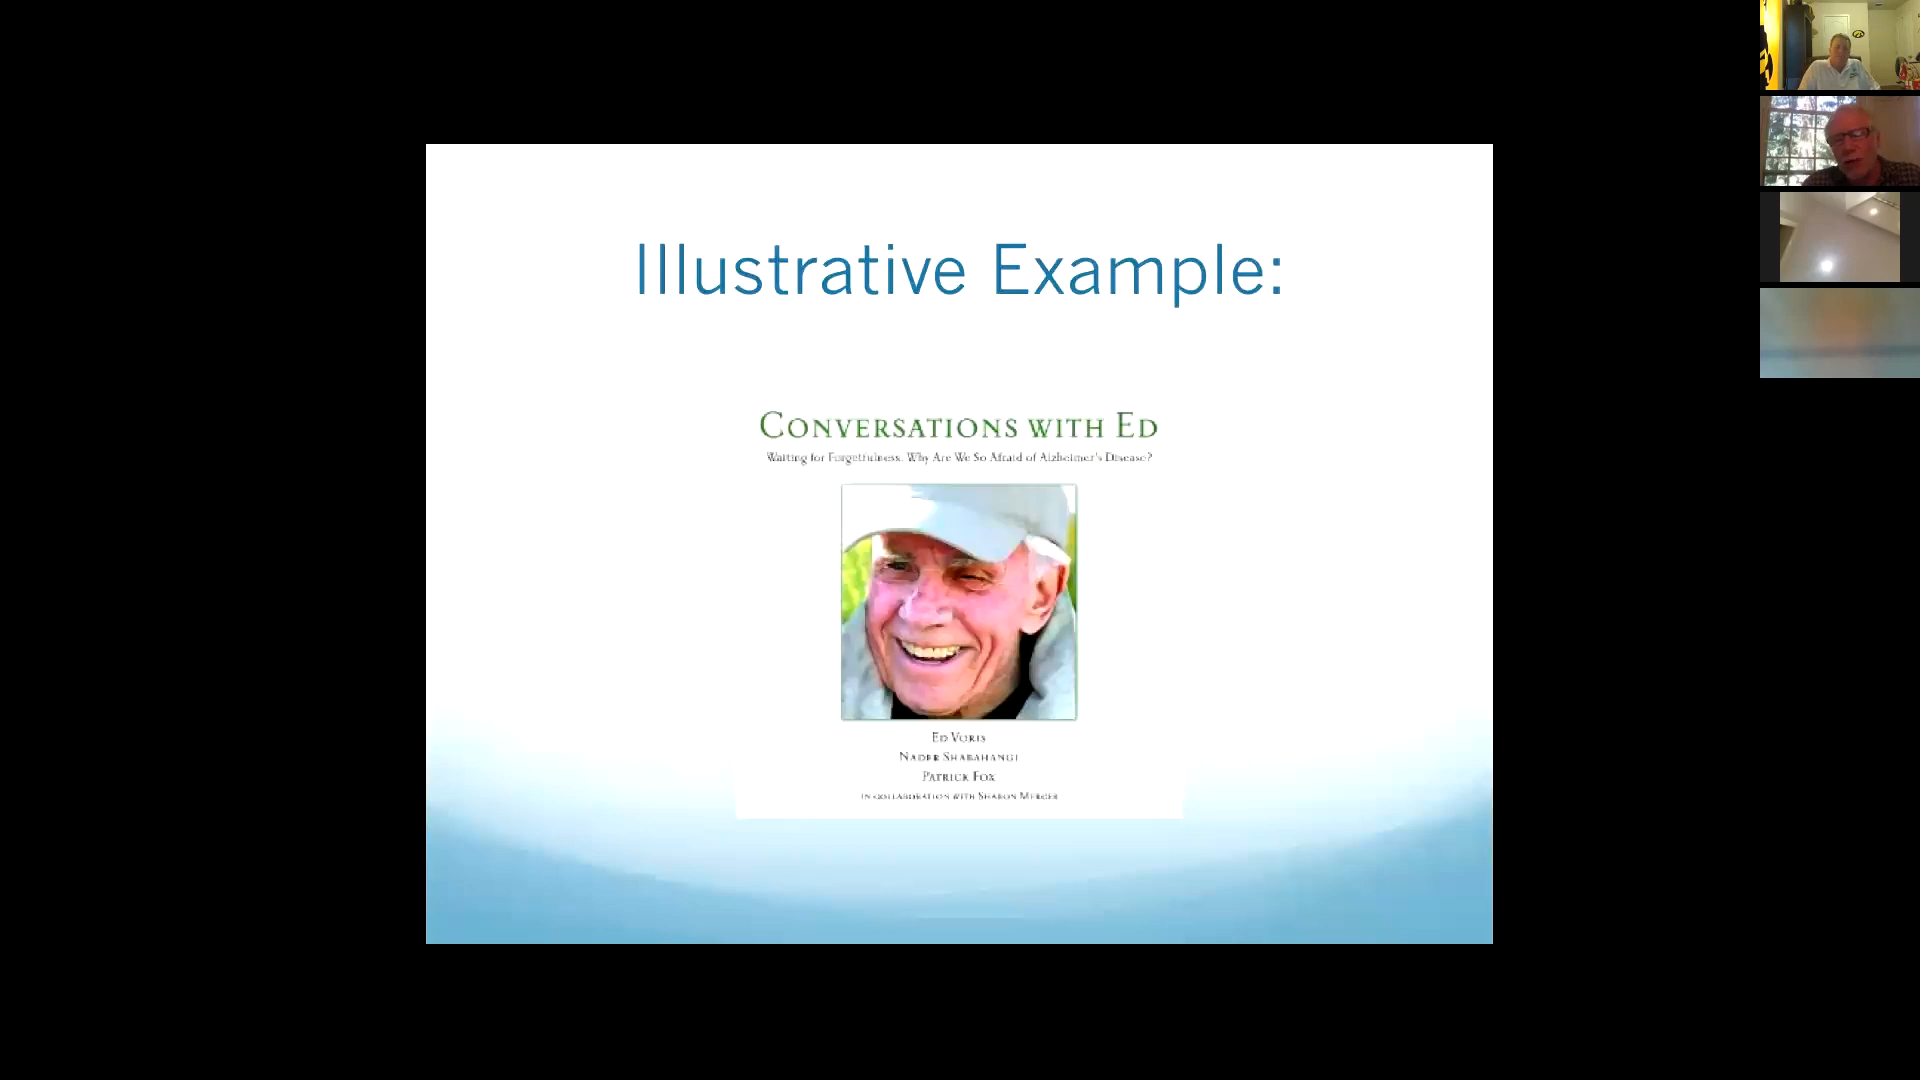 Illustrative Example:
CONVERSATIONS WITH ED
Waiting for Forgetfulness: Why Are We So Afraid of Alzheimer's Disease?
ED VORIS
NADER SHABAHANGI
PATRICK FOX
IN COLLABORATION WITH SHARON MERCER